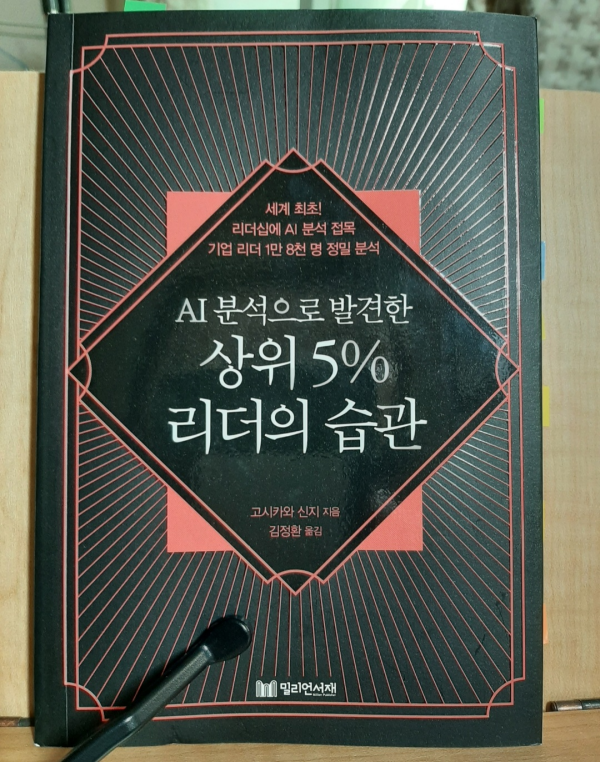 세계 최초!
리더십에 AI 분석 접목
기업 리더 1만 8천 명 정밀 분석
AI 분석으로 발견한
상위 5%
리더의 습관
고시카와 신지 지음
김정환 옮김
밀리언서재